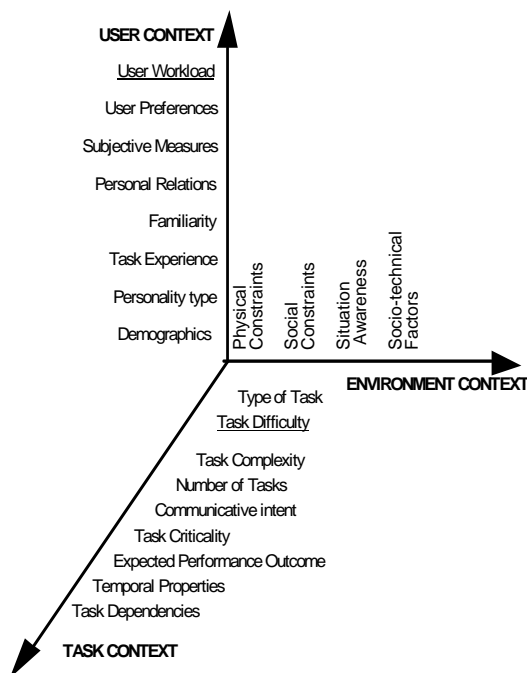 USER CONTEXT
User Workload
User Preferences
Subjective Measures
Personal Relations
Familiarity
Task Experience
Personality type
Demographics
Physical
Constraints
Social
Constraints
Situation
Awareness
Socio-technical
Factors
ENVIRONMENT CONTEXT
Type of Task
Task Difficulty
Task Complexity
Number of Tasks
Communicative intent
Task Criticality
Expected Performance Outcome
Temporal Properties
Task Dependencies
TASK CONTEXT